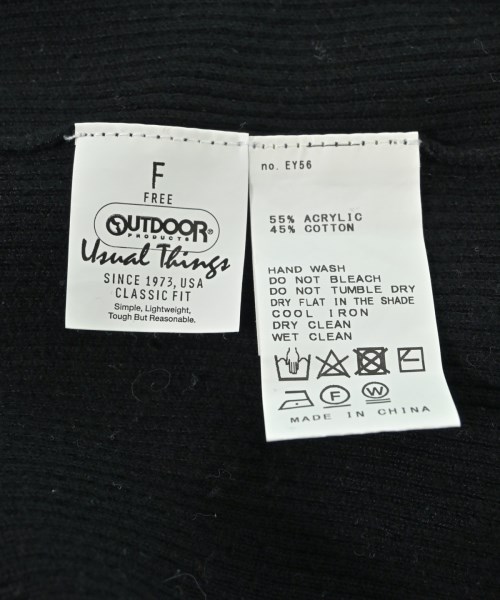 F
FREE
OUTDOOR®
PRODUCTS
Usual Things
SINCE 1973, USA
CLASSIC FIT
Simple, Lightweight,
Tough But Reasonable.
no. EY56
55% ACRYLIC
45% COTTON
HAND WASH
DO NOT BLEACH
DO NOT TUMBLE DRY
DRY FLAT IN THE SHADE
COOL IRON
DRY CLEAN
WET CLEAN
F W
MADE IN CHINA